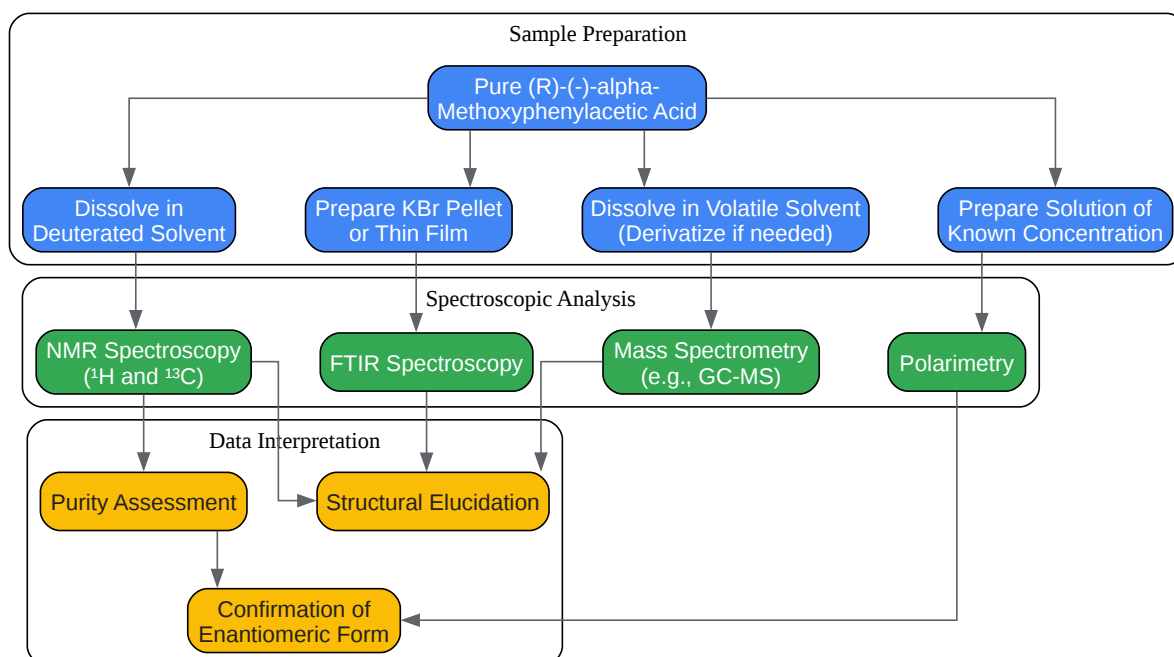 Sample Preparation
Pure (R)-(-)-alpha-
Methoxyphenylacetic Acid
Dissolve in
Deuterated Solvent
Prepare KBr Pellet
or Thin Film
Dissolve in Volatile Solvent
(Derivatize if needed)
Prepare Solution of
Known Concentration
Spectroscopic Analysis
NMR Spectroscopy
(¹H and ¹³C)
FTIR Spectroscopy
Mass Spectrometry
(e.g., GC-MS)
Polarimetry
Data Interpretation
Purity Assessment
Structural Elucidation
Confirmation of
Enantiomeric Form